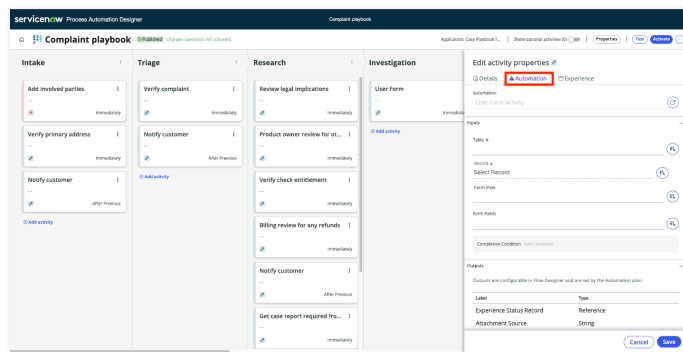 servicenow Process Automation Designer
Complaint playbook
Complaint playbook
Published Changes saved but not activated
Application: Case Playbook f...
Show optional activities (0)
Properties
Test
Activate
Intake
Add involved parties
--
Immediately
Verify primary address
--
Immediately
Notify customer
--
After Previous
Add activity
Triage
Verify complaint
--
Immediately
Notify customer
--
After Previous
Add activity
Research
Review legal implications
--
Immediately
Product owner review for ot...
--
Immediately
Verify check entitlement
--
Immediately
Billing review for any refunds
--
Immediately
Notify customer
--
After Previous
Get case report required fro...
--
Immediately
Investigation
User Form
--
Add activity
Edit activity properties
Details
Automation
Experience
Automation
User Form Activity
Inputs
Table
Record
Select Record
Form View
Form Fields
Completion Condition Add Condition
Outputs
Outputs are configurable in Flow Designer and are set by the Automation plan.
Label Type
Experience Status Record Reference
Attachment Source String
Cancel
Save